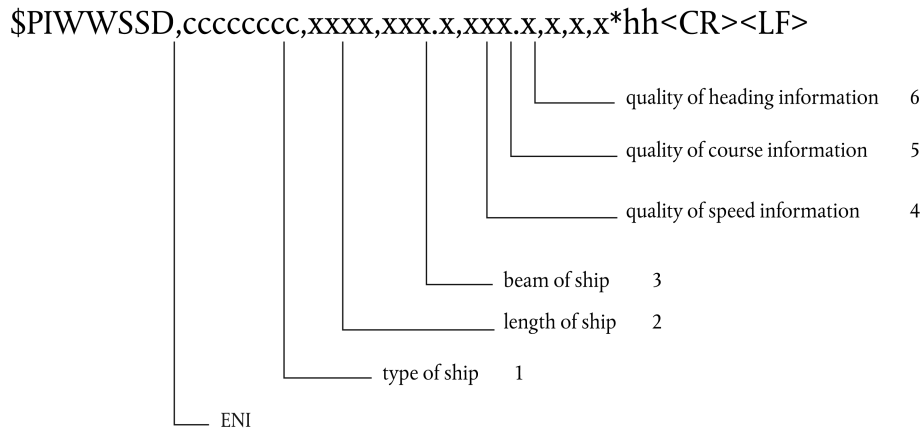 $PIWWSSD,cccccccc,xxxx,xxx.x,xxx.x,x,x,x,x*hh<CR><LF>
quality of heading information 6
quality of course information 5
quality of speed information 4
beam of ship 3
length of ship 2
type of ship 1
ENI